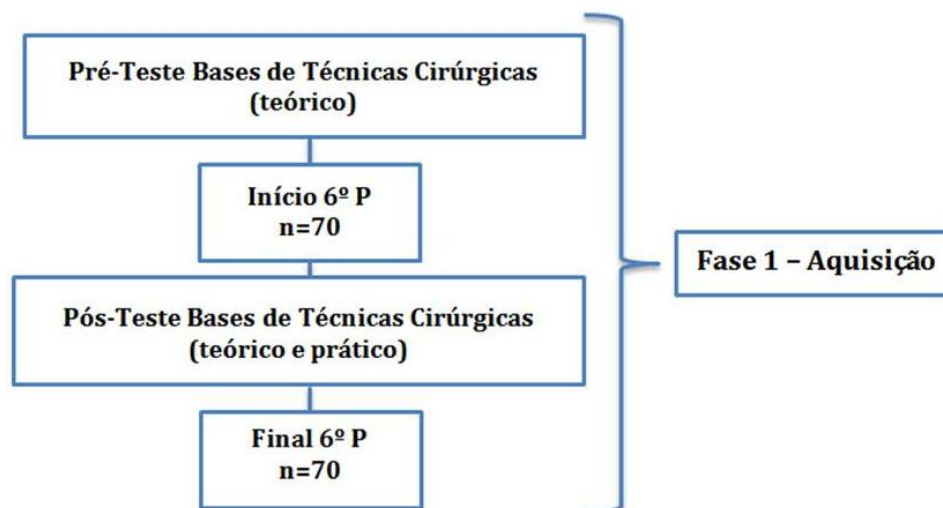 Pré-Teste Bases de Técnicas Cirúrgicas
(teórico)
Início 6º P
n=70
Pós-Teste Bases de Técnicas Cirúrgicas
(teórico e prático)
Final 6º P
n=70
Fase 1 – Aquisição